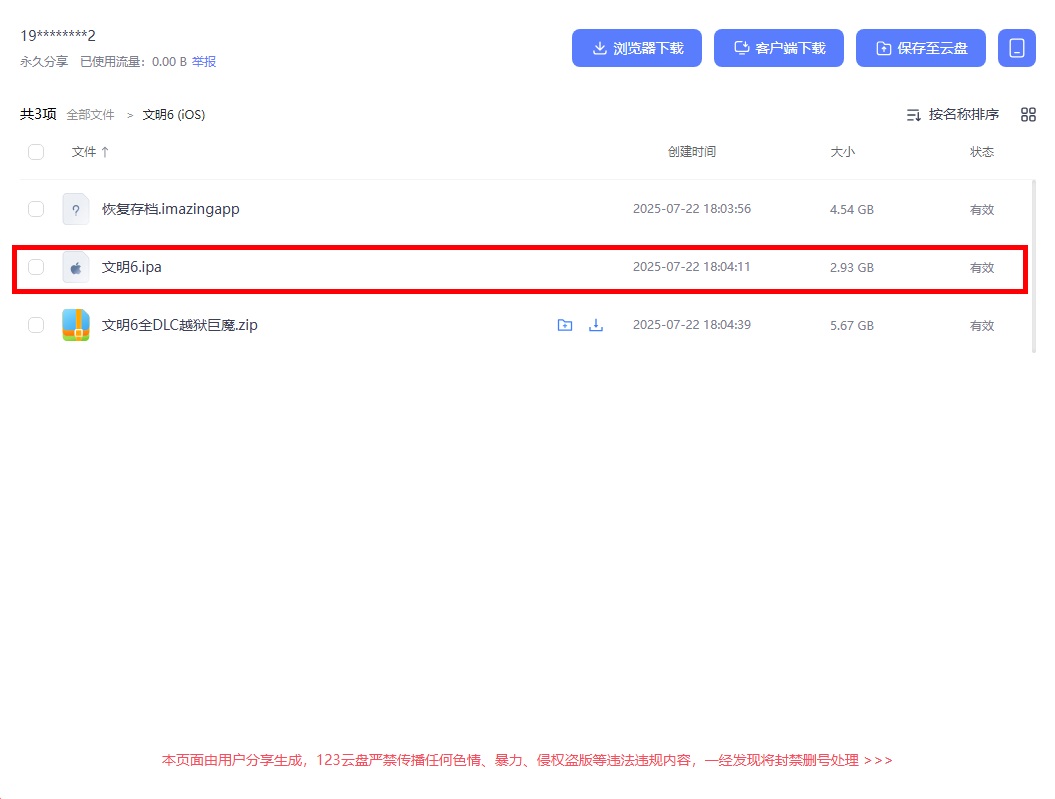 19********2
永久分享 已使用流量：0.00 B 举报
浏览器下载 客户端下载 保存至云盘
共3项 全部文件 > 文明6 (iOS) 按名称排序
文件 ↑ 创建时间 大小 状态
恢复存档.imazingapp 2025-07-22 18:03:56 4.54 GB 有效
文明6.ipa 2025-07-22 18:04:11 2.93 GB 有效
文明6全DLC越狱巨魔.zip 2025-07-22 18:04:39 5.67 GB 有效
本页面由用户分享生成，123云盘严禁传播任何色情、暴力、侵权盗版等违法违规内容，一经发现将封禁删号处理 >>>